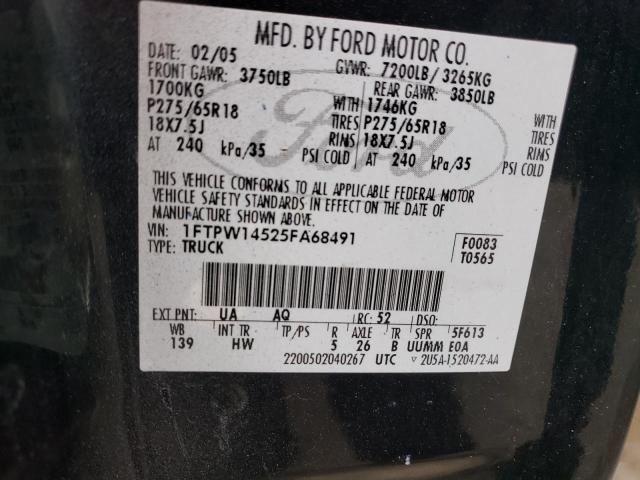 MFD. BY FORD MOTOR CO.
DATE: 02/05 GVWR: 7200LB/ 3265KG
FRONT GAWR: 3750LB REAR GAWR: 3850LB
1700KG WITH 1746KG WITH
P275/65R18 TIRES P275/65R18 TIRES
18X7.5J RIMS 18X7.5J RIMS
AT 240 kPa/35 PSI COLD AT 240 kPa/35 PSI COLD
Ford
THIS VEHICLE CONFORMS TO ALL APPLICABLE FEDERAL MOTOR
VEHICLE SAFETY STANDARDS IN EFFECT ON THE DATE OF
MANUFACTURE SHOWN ABOVE.
VIN: 1FTPW14525FA68491 F0083
TYPE: TRUCK T0565
EXT PNT: UA AQ RC: 52 DSO:
WB INT TR TP/PS R AXLE TR SPR 5F613
139 HW 5 26 B UUMM E0A
2200502040267 UTC ▽ 2U5A-1520472-AA